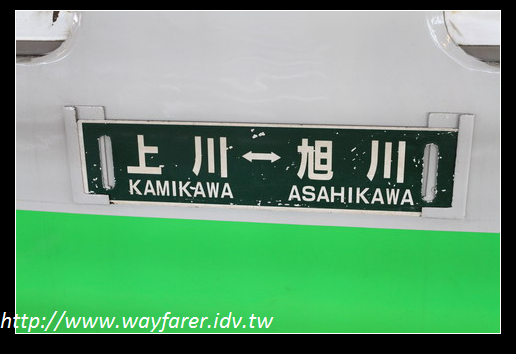 上川↔旭川
KAMIKAWA ASAHIKAWA
http://www.wayfarer.idv.tw